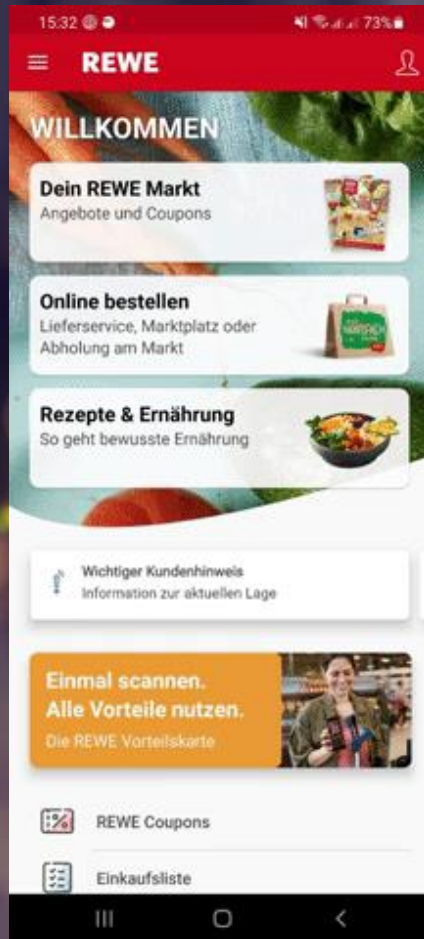 15:32 73%
REWE
WILLKOMMEN
Dein REWE Markt
Angebote und Coupons
Online bestellen
Lieferservice, Marktplatz oder
Abholung am Markt
Rezepte & Ernährung
So geht bewusste Ernährung
Wichtiger Kundenhinweis
Information zur aktuellen Lage
Einmal scannen.
Alle Vorteile nutzen.
Die REWE Vorteilskarte
REWE Coupons
Einkaufsliste